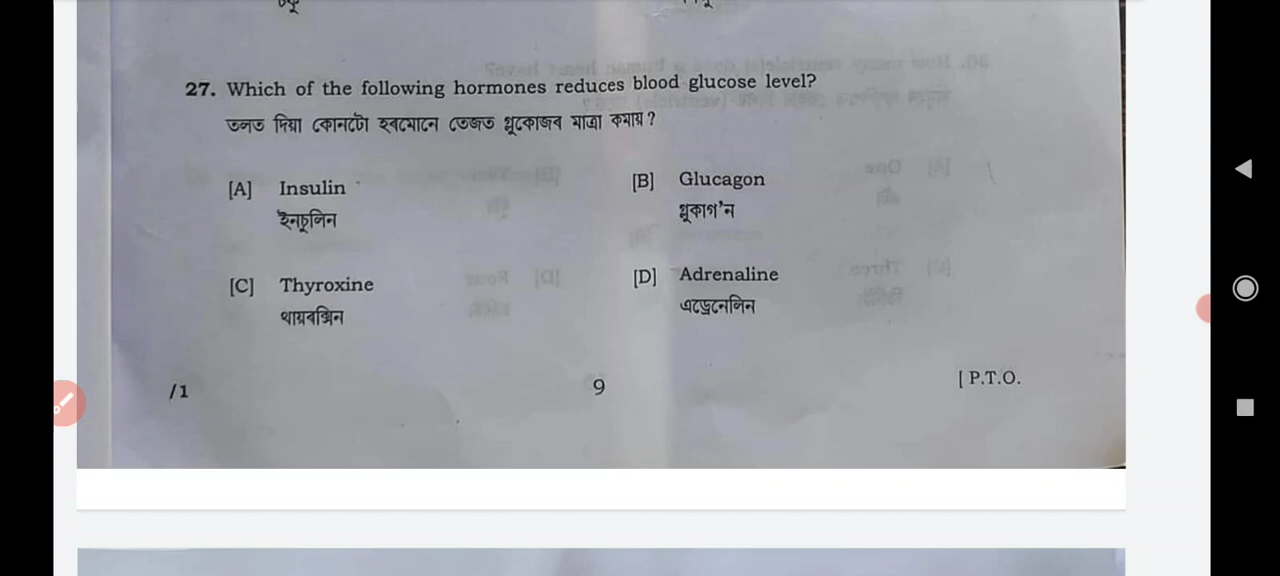 27. Which of the following hormones reduces blood glucose level?
তলত দিয়া কোনটো হৰমোনে তেজত গ্লুকোজৰ মাত্ৰা কমায় ?
[A] Insulin
ইনচুলিন
[B] Glucagon
গ্লুকাগ'ন
[C] Thyroxine
থায়ৰক্সিন
[D] Adrenaline
এড্ৰেনেলিন
/1
9
[ P.T.O.